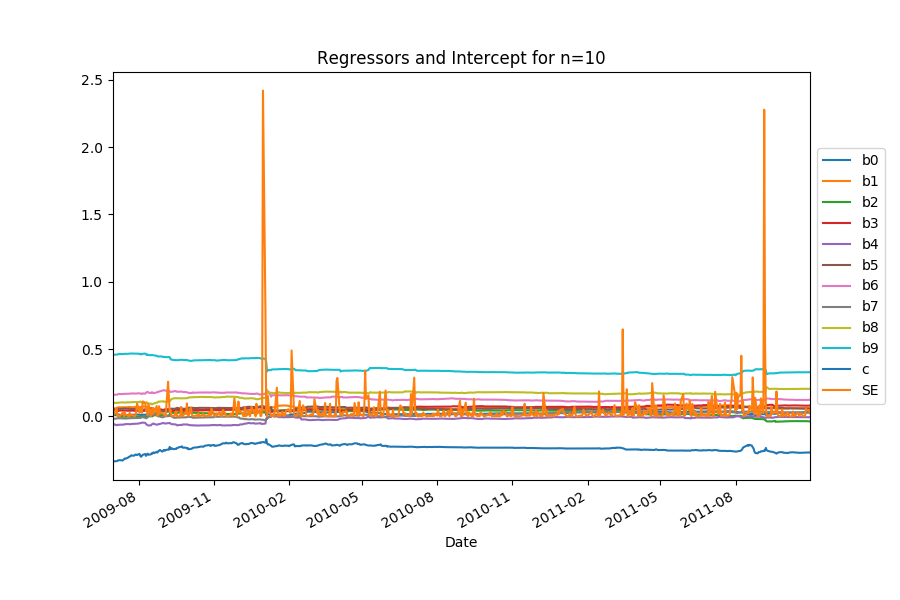 Regressors and Intercept for n=10
2.5
2.0
1.5
1.0
0.5
0.0
2009-08
2009-11
2010-02
2010-05
2010-08
2010-11
2011-02
2011-05
2011-08
Date
b0
b1
b2
b3
b4
b5
b6
b7
b8
b9
c
SE